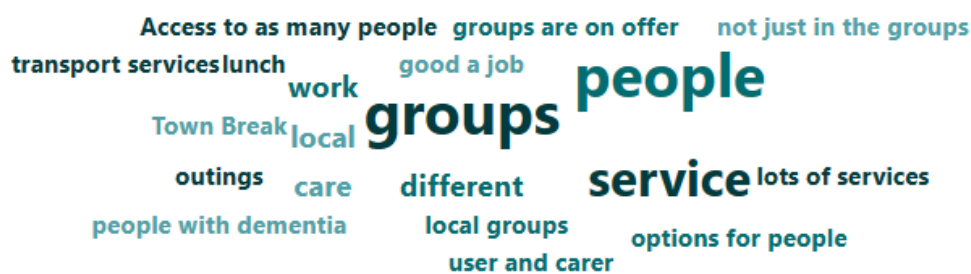 Access to as many people groups are on offer not just in the groups
transport services lunch good a job people
work
groups
Town Break local
outings care different service lots of services
people with dementia local groups options for people
user and carer